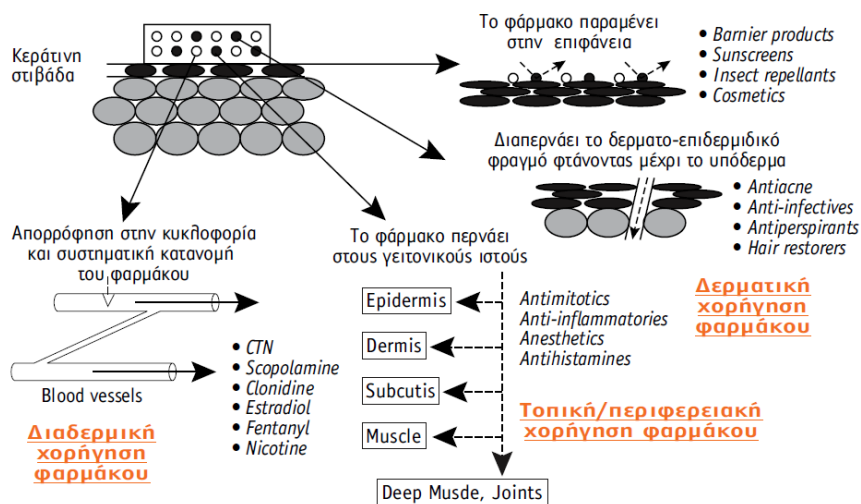 Κεράτινη
στιβάδα
Το φάρμακο παραμένει
στην επιφάνεια
• Barnier products
• Sunscreens
• Insect repellants
• Cosmetics
Διαπερνάει το δερματο-επιδερμιδικό
φραγμό φτάνοντας μέχρι το υπόδερμα
• Antiacne
• Anti-infectives
• Antiperspirants
• Hair restorers
Δερματική
χορήγηση
φαρμάκου
Απορρόφηση στην κυκλοφορία
και συστηματική κατανομή
του φαρμάκου
Blood vessels
• CTN
• Scopolamine
• Clonidine
• Estradiol
• Fentanyl
• Nicotine
Διαδερμική
χορήγηση
φαρμάκου
Το φάρμακο περνάει
στους γειτονικούς ιστούς
Epidermis
Dermis
Subcutis
Muscle
Deep Musde, Joints
Antimitotics
Anti-inflammatories
Anesthetics
Antihistamines
Τοπική/περιφερειακή
χορήγηση φαρμάκου